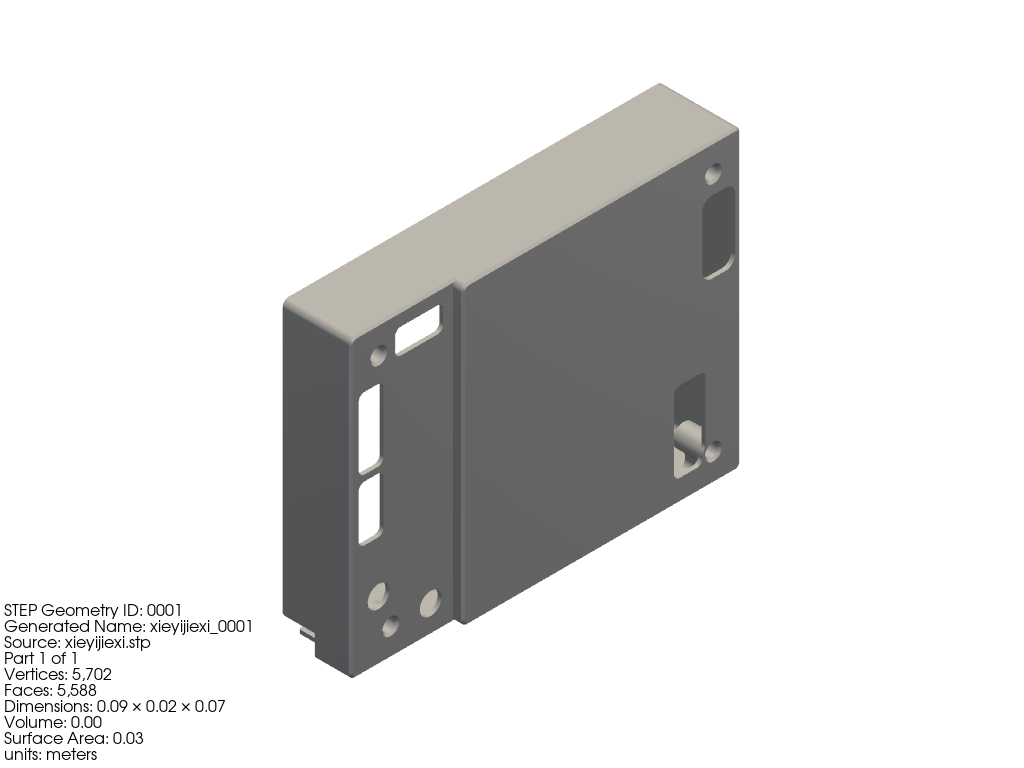 STEP Geometry ID: 0001
Generated Name: xieyijiexi_0001
Source: xieyijiexi.stp
Part 1 of 1
Vertices: 5,702
Faces: 5,588
Dimensions: 0.09 × 0.02 × 0.07
Volume: 0.00
Surface Area: 0.03
units: meters